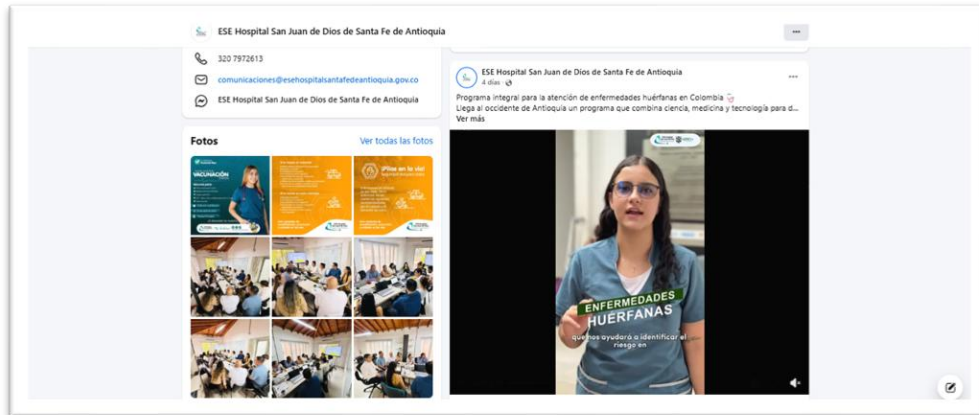 ESE Hospital San Juan de Dios de Santa Fe de Antioquia
320 7972613
comunicaciones@esehospitalsantafedeantioquia.gov.co
ESE Hospital San Juan de Dios de Santa Fe de Antioquia
Fotos
Ver todas las fotos
VACUNACIÓN
¡Pilas en la vía!
ESE Hospital San Juan de Dios de Santa Fe de Antioquia
4 días
Programa integral para la atención de enfermedades huérfanas en Colombia
Llega al occidente de Antioquia un programa que combina ciencia, medicina y tecnología para d...
Ver más
ENFERMEDADES
HUÉRFANAS
que nos ayudará a identificar el
riesgo en